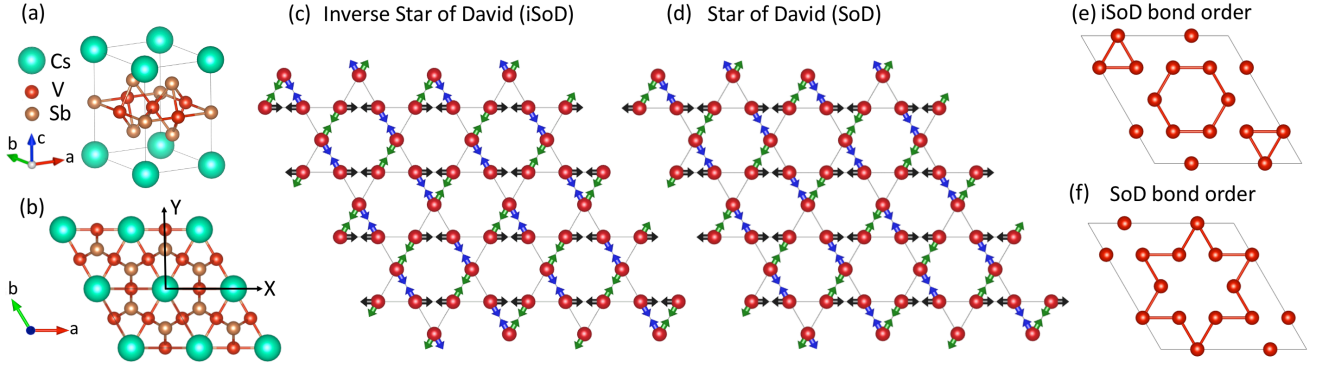 (a)
Cs
V
Sb
b
c
a
(b)
Y
X
b
a
(c) Inverse Star of David (iSoD)
(d) Star of David (SoD)
(e) iSoD bond order
(f) SoD bond order